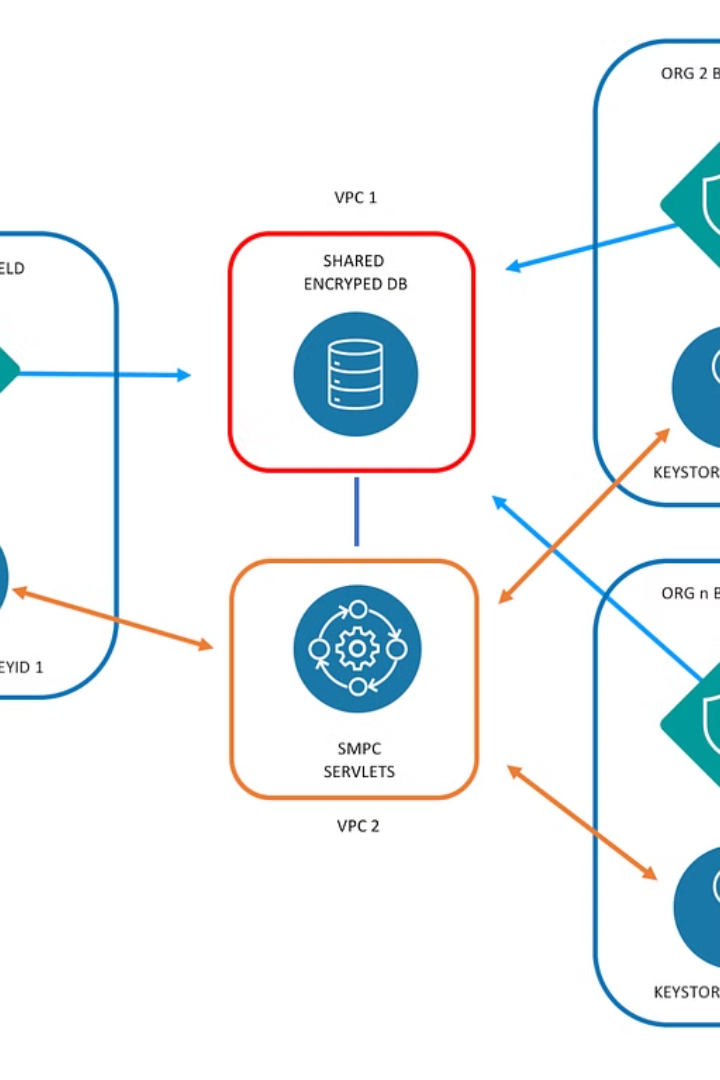 ORG 2 B
VPC 1
SHARED
ENCRYPED DB
ELD
KEYSTOR
EYID 1
ORG n B
SMPC
SERVLETS
VPC 2
KEYSTOR